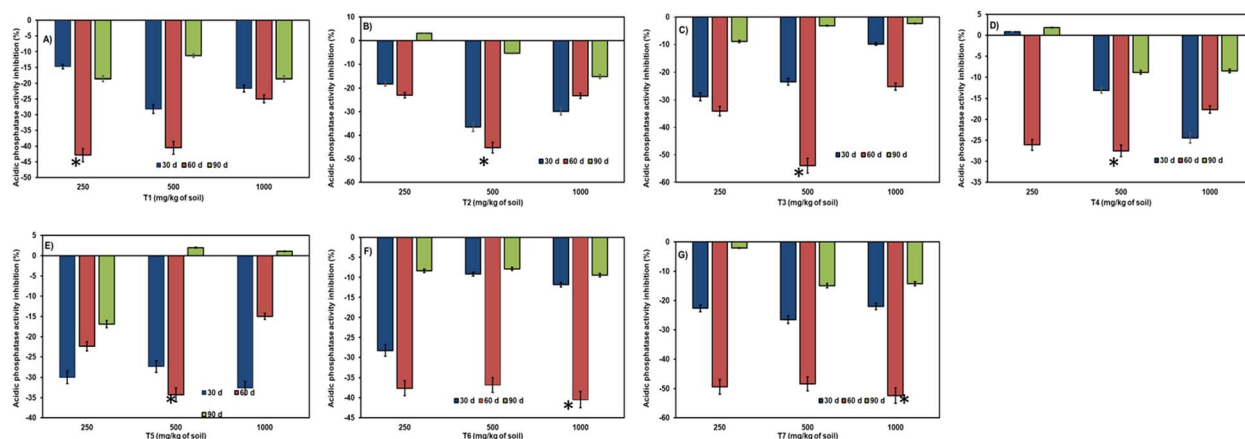 A)
Acidic phosphatase activity inhibition (%)
0
-5
-10
-15
-20
-25
-30
-35
-40
-45
-50
*
30 d 60 d 90 d
250 500 1000
T1 (mg/kg of soil)
B)
Acidic phosphatase activity inhibition (%)
10
0
-10
-20
-30
-40
-50
-60
*
30 d 60 d 90 d
250 500 1000
T2 (mg/kg of soil)
C)
Acidic phosphatase activity inhibition (%)
0
-10
-20
-30
-40
-50
-60
*
30 d 60 d 90 d
250 500 1000
T3 (mg/kg of soil)
D)
Acidic phosphatase activity inhibition (%)
5
0
-5
-10
-15
-20
-25
-30
-35
*
30 d 60 d 90 d
250 500 1000
T4 (mg/kg of soil)
E)
Acidic phosphatase activity inhibition (%)
5
0
-5
-10
-15
-20
-25
-30
-35
-40
*
30 d 60 d
90 d
250 500 1000
T5 (mg/kg of soil)
F)
Acidic phosphatase activity inhibition (%)
0
-5
-10
-15
-20
-25
-30
-35
-40
-45
*
30 d 60 d 90 d
250 500 1000
T6 (mg/kg of soil)
G)
Acidic phosphatase activity inhibition (%)
0
-10
-20
-30
-40
-50
-60
*
30 d 60 d 90 d
250 500 1000
T7 (mg/kg of soil)